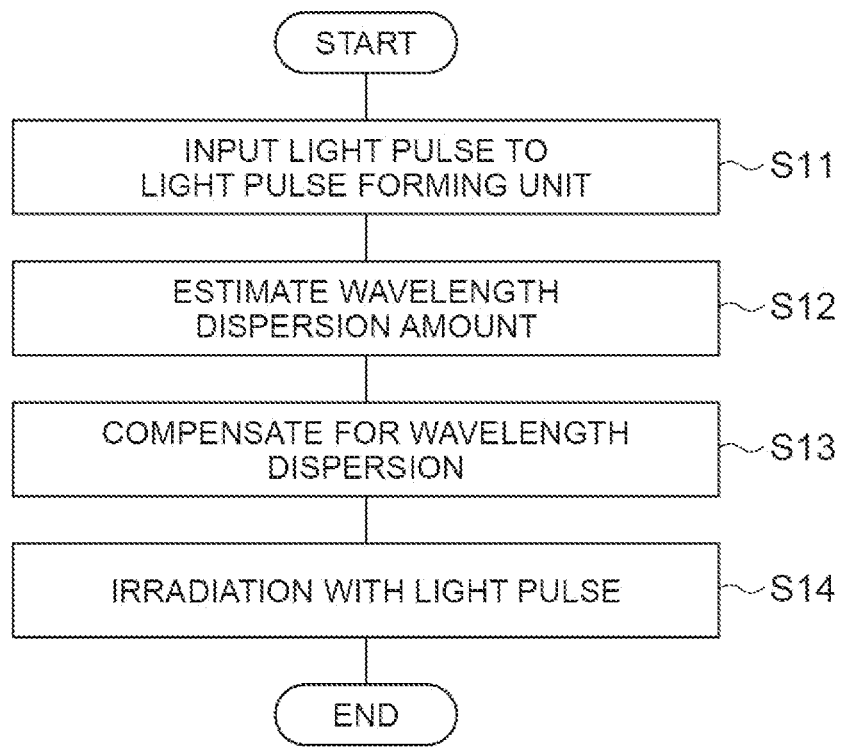 START
INPUT LIGHT PULSE TO
LIGHT PULSE FORMING UNIT
S11
ESTIMATE WAVELENGTH
DISPERSION AMOUNT
S12
COMPENSATE FOR WAVELENGTH
DISPERSION
S13
IRRADIATION WITH LIGHT PULSE
S14
END